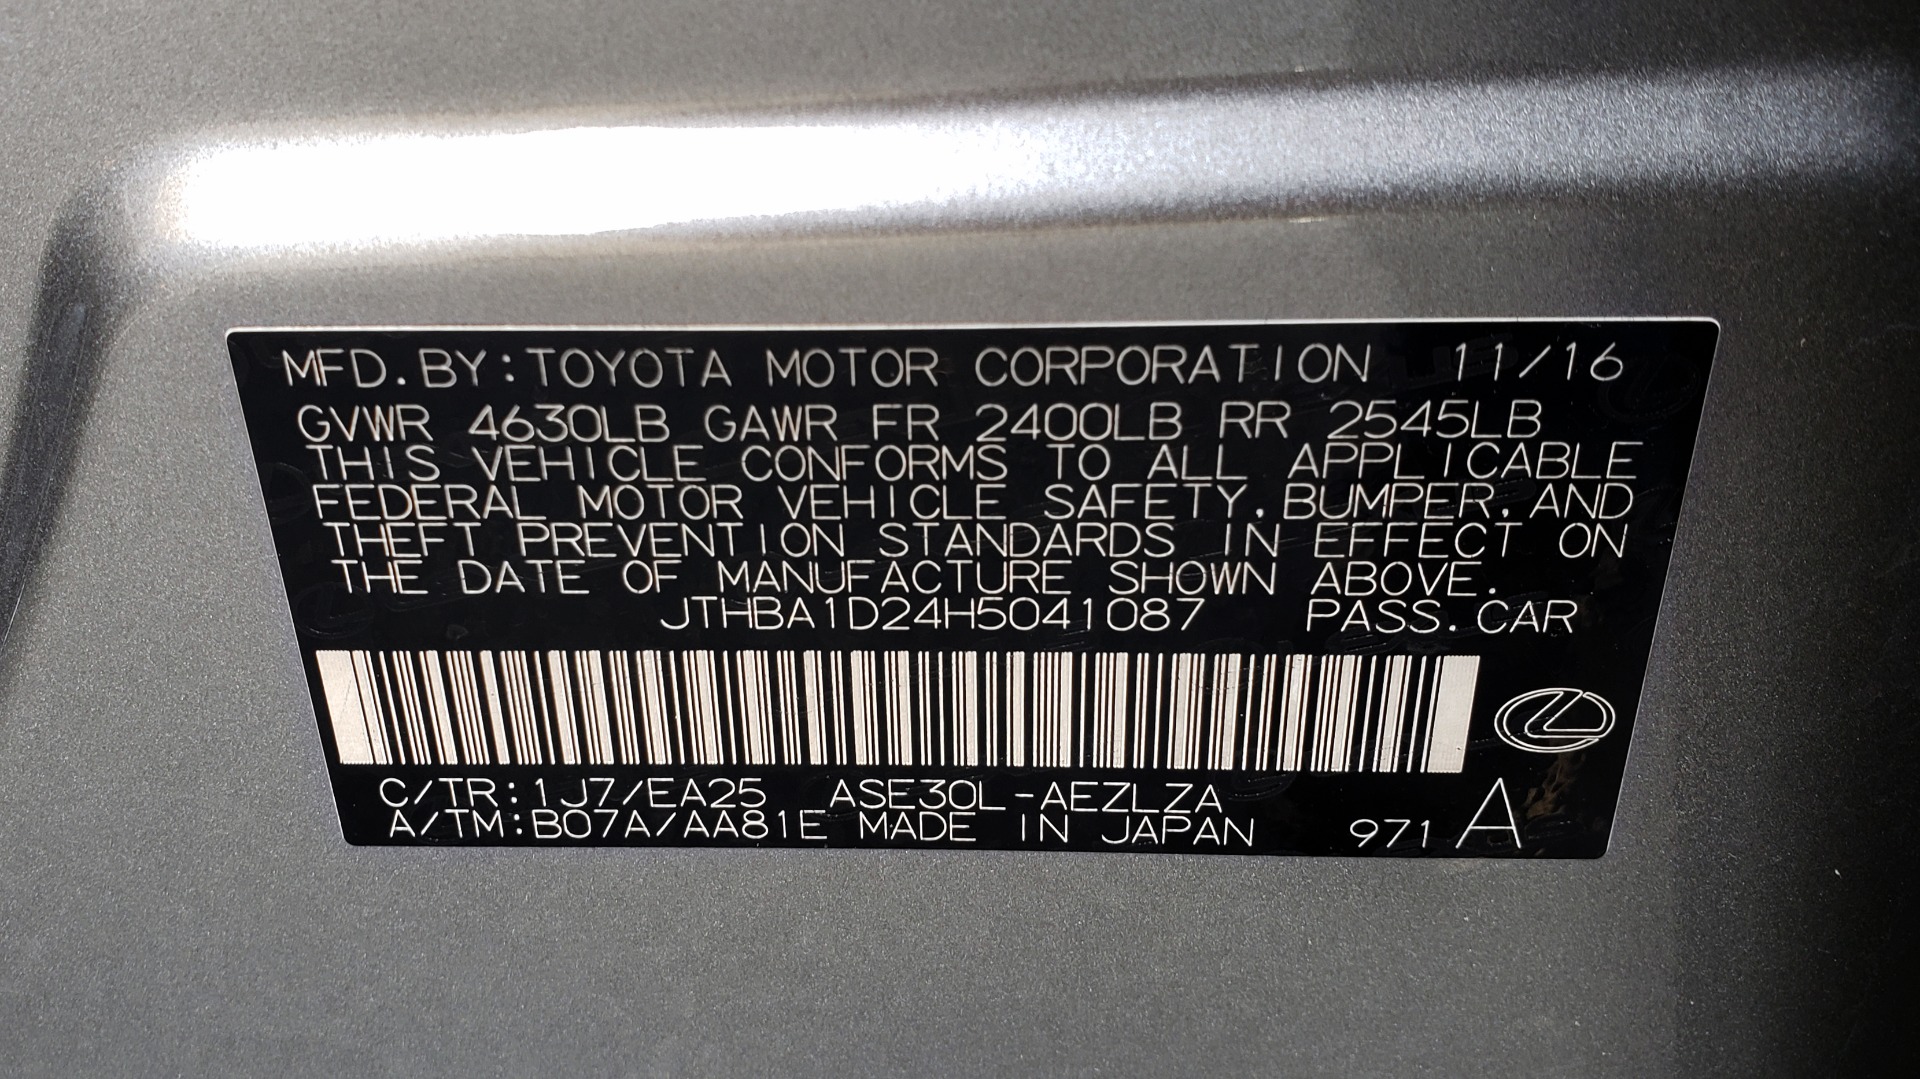 MFD.BY:TOYOTA MOTOR CORPORATION 11/16
GVWR 4630LB GAWR FR 2400LB RR 2545LB
THIS VEHICLE CONFORMS TO ALL APPLICABLE
FEDERAL MOTOR VEHICLE SAFETY,BUMPER,AND
THEFT PREVENTION STANDARDS IN EFFECT ON
THE DATE OF MANUFACTURE SHOWN ABOVE.
JTHBA1D24H5041087 PASS.CAR
C/TR:1J7/EA25 ASE30L-AEZLZA
A/TM:B07A/AA81E MADE IN JAPAN 971 A